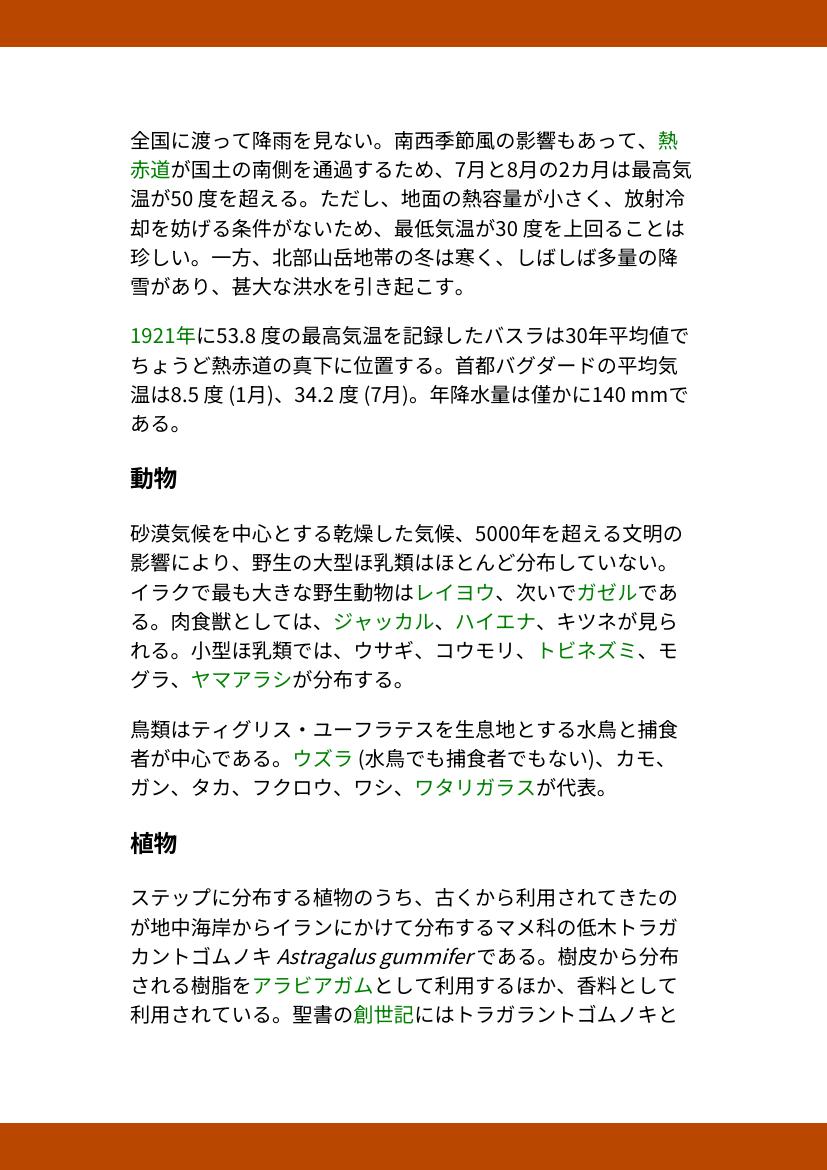 全国に渡って降雨を見ない。南西季節風の影響もあって、熱
赤道が国土の南側を通過するため、7月と8月の2カ月は最高気
温が50 度を超える。ただし、地面の熱容量が小さく、放射冷
却を妨げる条件がないため、最低気温が30 度を上回ることは
珍しい。一方、北部山岳地帯の冬は寒く、しばしば多量の降
雪があり、甚大な洪水を引き起こす。
1921年に53.8 度の最高気温を記録したバスラは30年平均値で
ちょうど熱赤道の真下に位置する。首都バグダードの平均気
温は8.5 度 (1月)、34.2 度 (7月)。年降水量は僅かに140 mmで
ある。
動物
砂漠気候を中心とする乾燥した気候、5000年を超える文明の
影響により、野生の大型ほ乳類はほとんど分布していない。
イラクで最も大きな野生動物はレイヨウ、次いでガゼルであ
る。肉食獣としては、ジャッカル、ハイエナ、キツネが見ら
れる。小型ほ乳類では、ウサギ、コウモリ、トビネズミ、モ
グラ、ヤマアラシが分布する。
鳥類はティグリス・ユーフラテスを生息地とする水鳥と捕食
者が中心である。ウズラ (水鳥でも捕食者でもない)、カモ、
ガン、タカ、フクロウ、ワシ、ワタリガラスが代表。
植物
ステップに分布する植物のうち、古くから利用されてきたの
が地中海岸からイランにかけて分布するマメ科の低木トラガ
カントゴムノキ Astragalus gummiferである。樹皮から分布
される樹脂をアラビアガムとして利用するほか、香料として
利用されている。聖書の創世記にはトラガラントゴムノキと